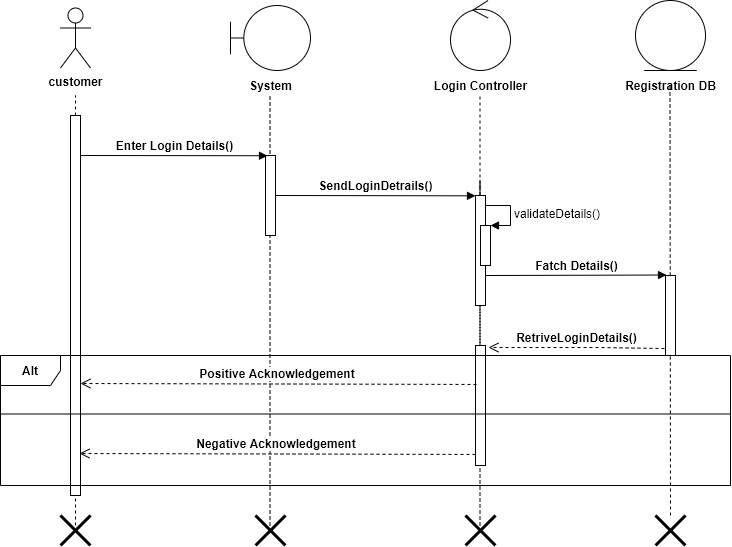 customer
System
Login Controller
Registration DB
Enter Login Details()
SendLoginDetrails()
validateDetails()
Fatch Details()
RetriveLoginDetails()
Alt
Positive Acknowledgement
Negative Acknowledgement